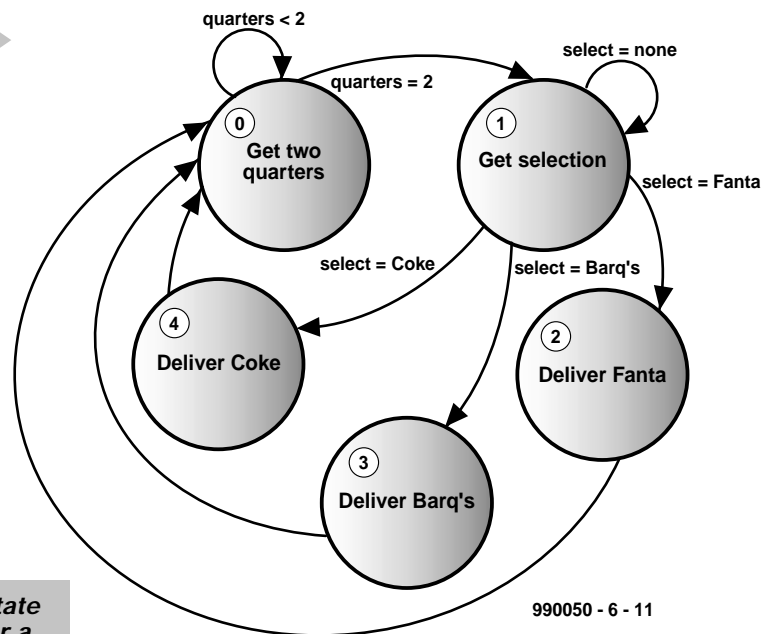 quarters < 2
select = none
quarters = 2
0
Get two
quarters
1
Get selection
select = Fanta
select = Coke
select = Barq's
4
Deliver Coke
2
Deliver Fanta
3
Deliver Barq's
990050 - 6 - 11